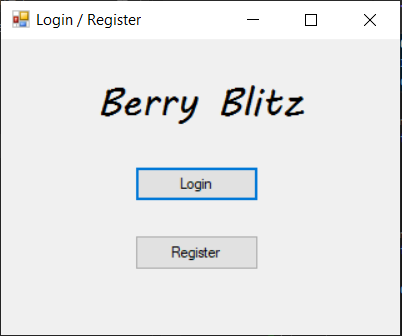 Login / Register
Berry Blitz
Login
Register